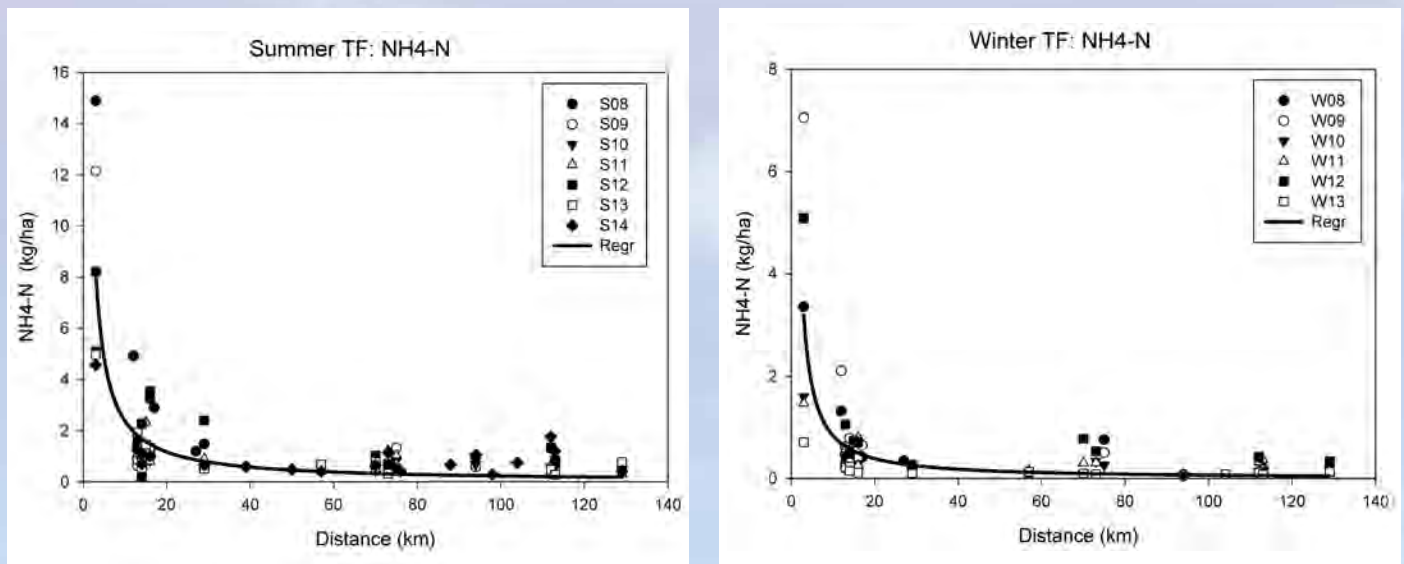 Summer TF: NH4-N
16
14
12
10
8
6
4
2
0
NH4-N (kg/ha)
S08
S09
S10
S11
S12
S13
S14
Regr
0 20 40 60 80 100 120 140
Distance (km)
Winter TF: NH4-N
8
6
4
2
0
NH4-N (kg/ha)
W08
W09
W10
W11
W12
W13
Regr
0 20 40 60 80 100 120 140
Distance (km)